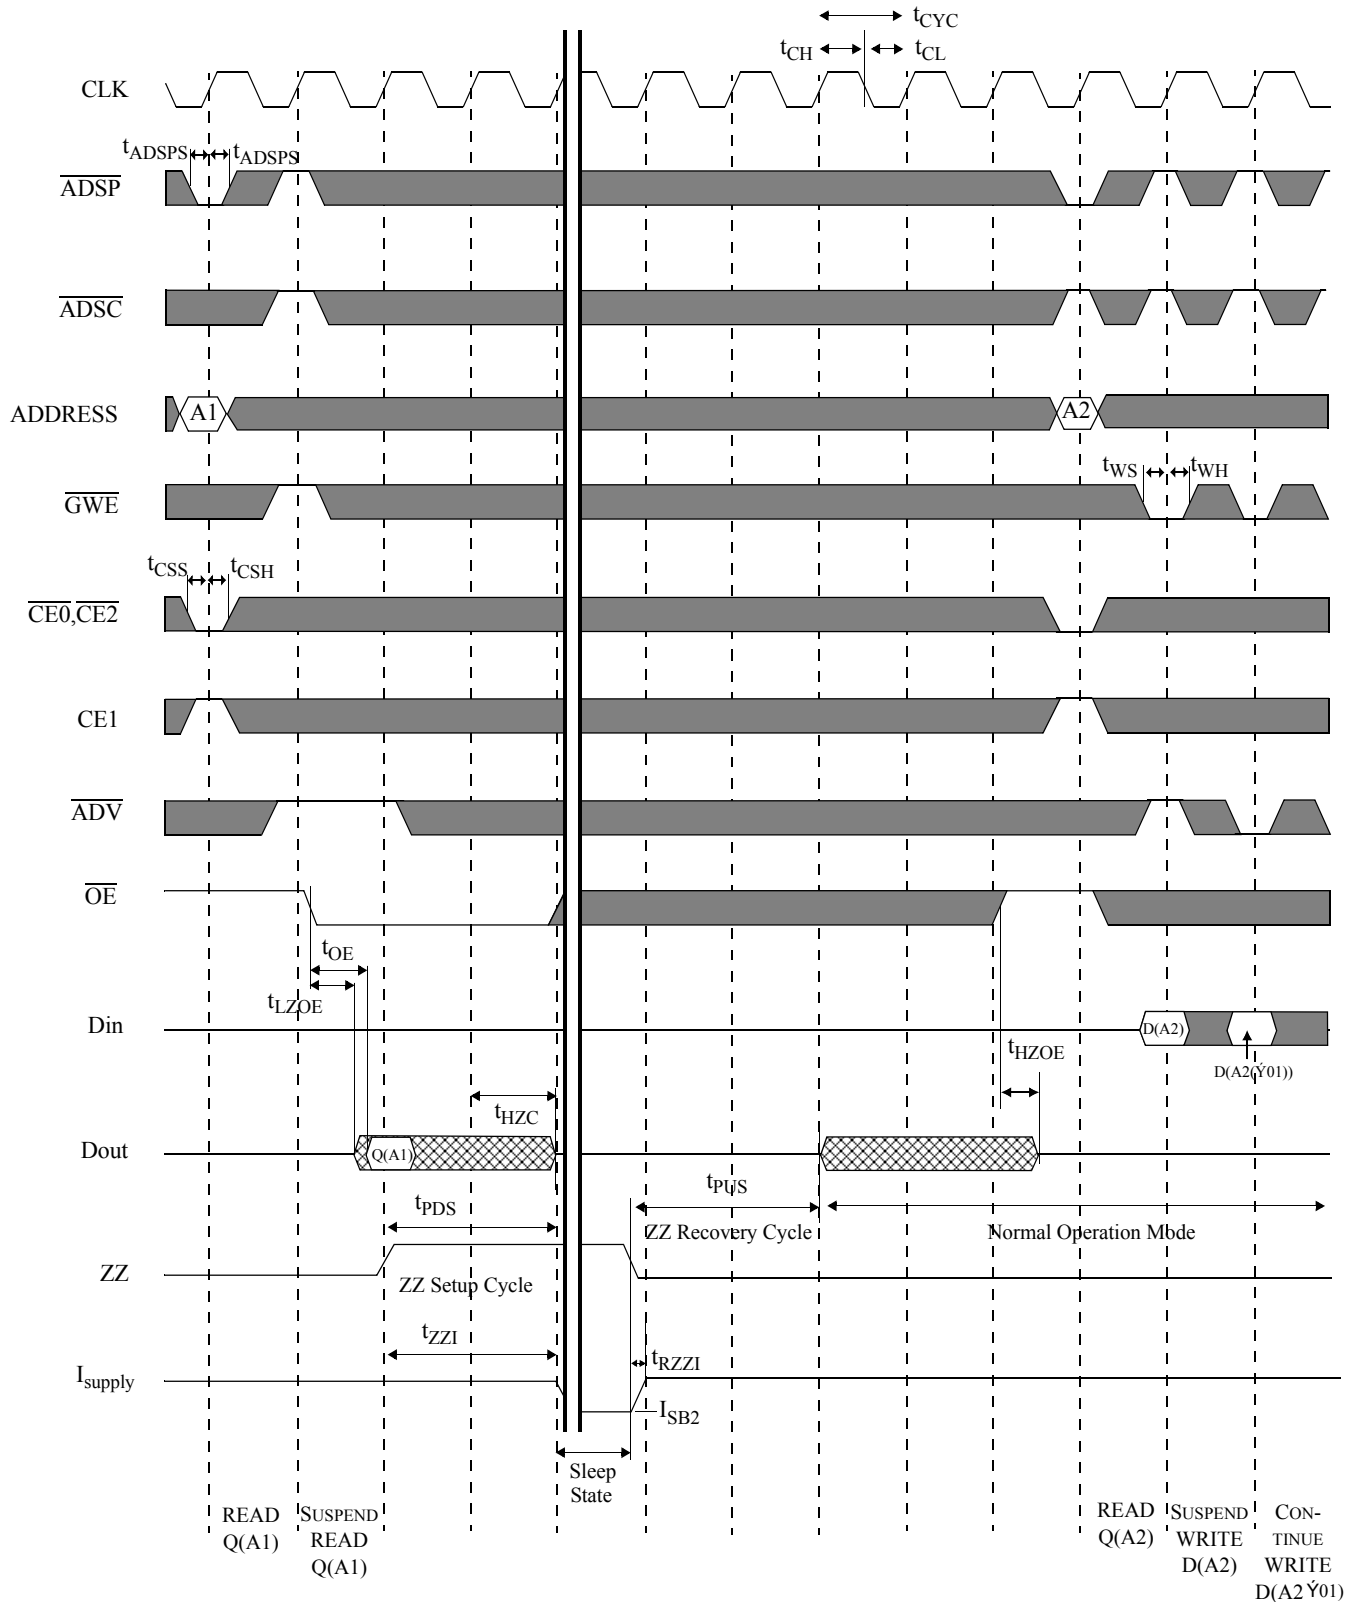 tCYC
tCH
tCL
CLK
tADSPS
tADSPS
ADSP
ADSC
ADDRESS
A1
A2
tWS
tWH
GWE
tCSS
tCSH
CE0,CE2
CE1
ADV
OE
tOE
tLZOE
Din
D(A2)
tHZOE
D(A2(Ý01))
tHZC
Dout
Q(A1)
tPUS
tPDS
ZZ Recovery Cycle
Normal Operation Mode
ZZ
ZZ Setup Cycle
tZZI
tRZZI
Isupply
ISB2
Sleep
State
READ
Q(A1)
SUSPEND
READ
Q(A1)
READ
Q(A2)
SUSPEND
WRITE
D(A2)
CON-
TINUE
WRITE
D(A2Ý01)